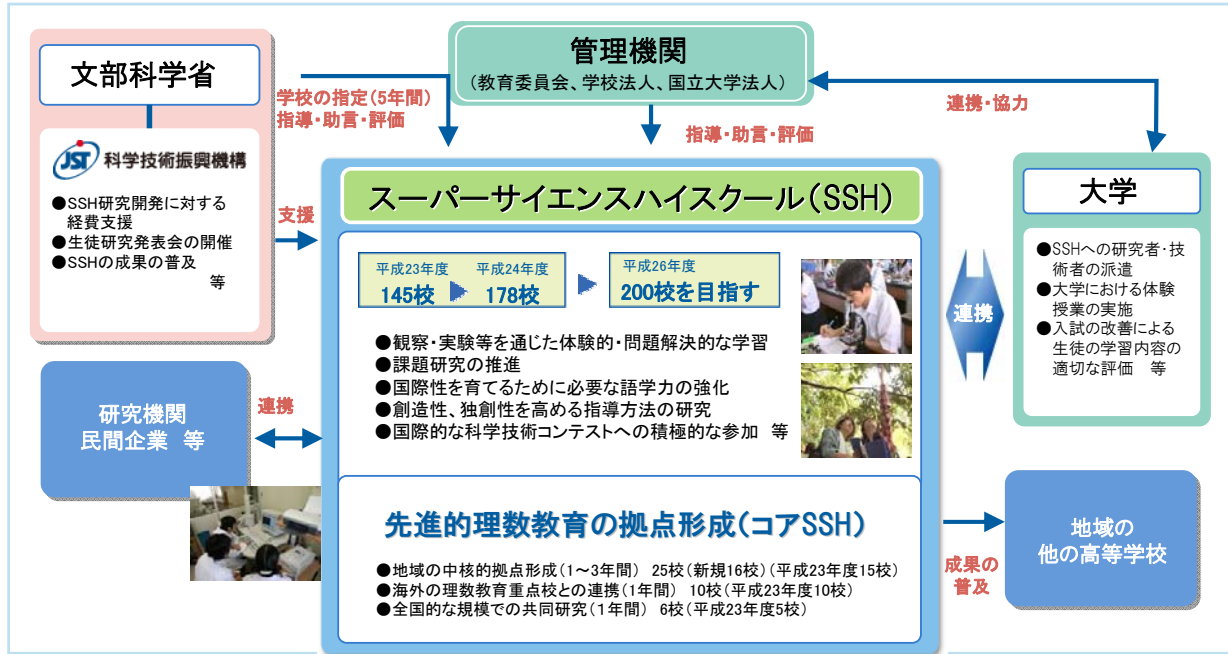 文部科学省
JST 科学技術振興機構
●SSH研究開発に対する
経費支援
●生徒研究発表会の開催
●SSHの成果の普及
等
学校の指定(5年間)
指導・助言・評価
管理機関
(教育委員会、学校法人、国立大学法人)
指導・助言・評価
連携・協力
支援
スーパーサイエンスハイスクール(SSH)
平成23年度
145校
平成24年度
178校
平成26年度
200校を目指す
●観察・実験等を通じた体験的・問題解決的な学習
●課題研究の推進
●国際性を育てるために必要な語学力の強化
●創造性、独創性を高める指導方法の研究
●国際的な科学技術コンテストへの積極的な参加 等
連携
大学
●SSHへの研究者・技
術者の派遣
●大学における体験
授業の実施
●入試の改善による
生徒の学習内容の
適切な評価 等
研究機関
民間企業 等
連携
先進的理数教育の拠点形成(コアSSH)
●地域の中核的拠点形成(1～3年間) 25校(新規16校)(平成23年度15校)
●海外の理数教育重点校との連携(1年間) 10校(平成23年度10校)
●全国的な規模での共同研究(1年間) 6校(平成23年度5校)
成果の
普及
地域の
他の高等学校